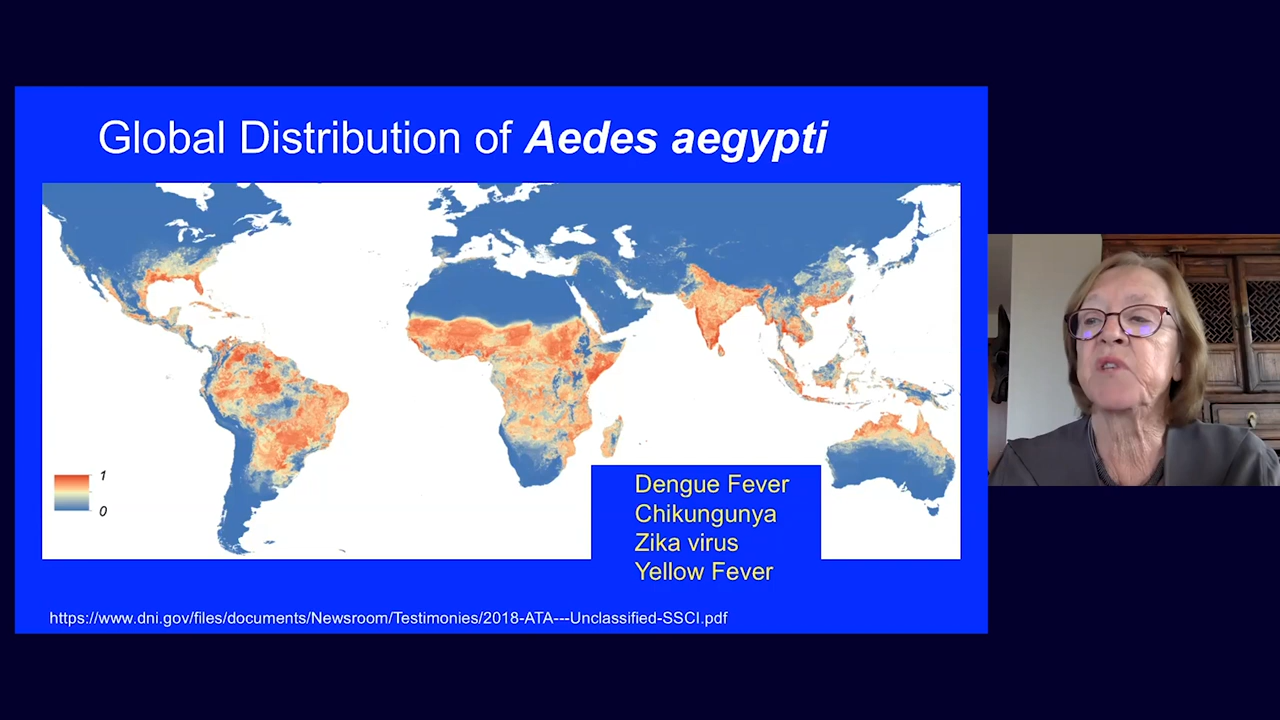 Global Distribution of Aedes aegypti
1
0
Dengue Fever
Chikungunya
Zika virus
Yellow Fever
https://www.dni.gov/files/documents/Newsroom/Testimonies/2018-ATA---Unclassified-SSCI.pdf